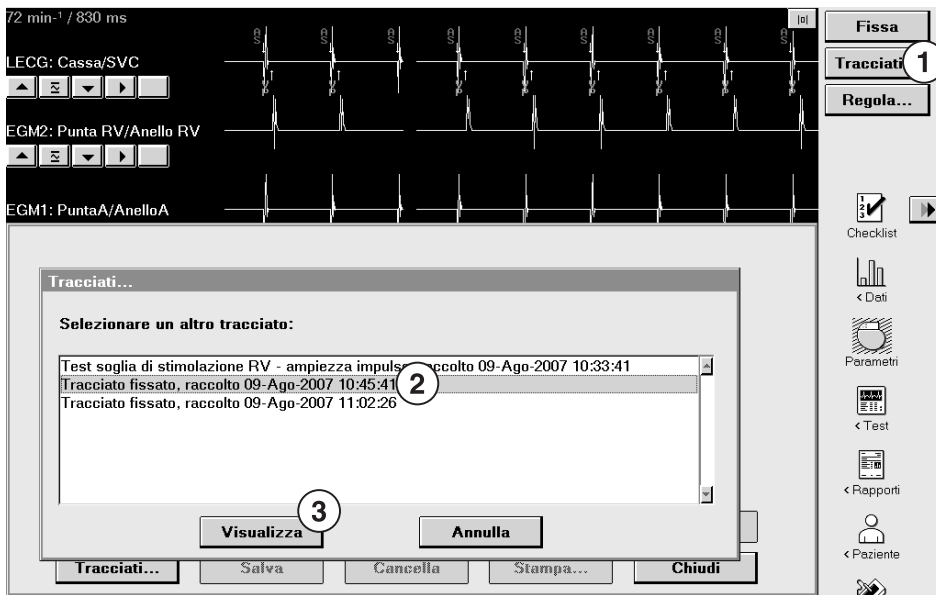 72 min-¹ / 830 ms
LECG: Cassa/SVC
EGM2: Punta RV/Anello RV
EGM1: PuntaA/AnelloA
Fissa
Tracciati
1
Regola...
Checklist
< Dati
Parametri
< Test
< Rapporti
< Paziente
Tracciati...
Selezionare un altro tracciato:
Test soglia di stimolazione RV - ampiezza impulso raccolto 09-Ago-2007 10:33:41
Tracciato fissato, raccolto 09-Ago-2007 10:45:41
2
Tracciato fissato, raccolto 09-Ago-2007 11:02:26
3
Visualizza
Annulla
Tracciati...
Salva
Cancella
Stampa...
Chiudi